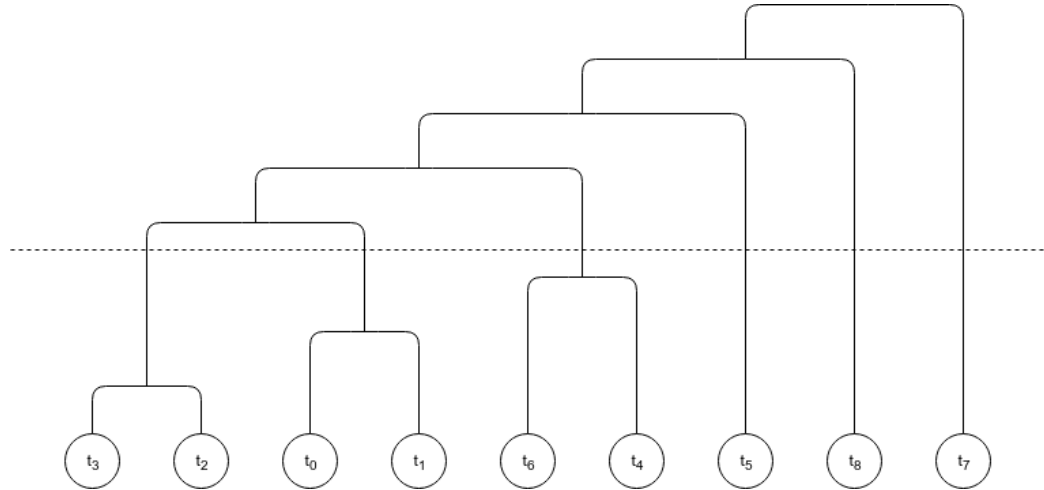 t₃ t₂ t₀ t₁ t₆ t₄ t₅ t₈ t₇